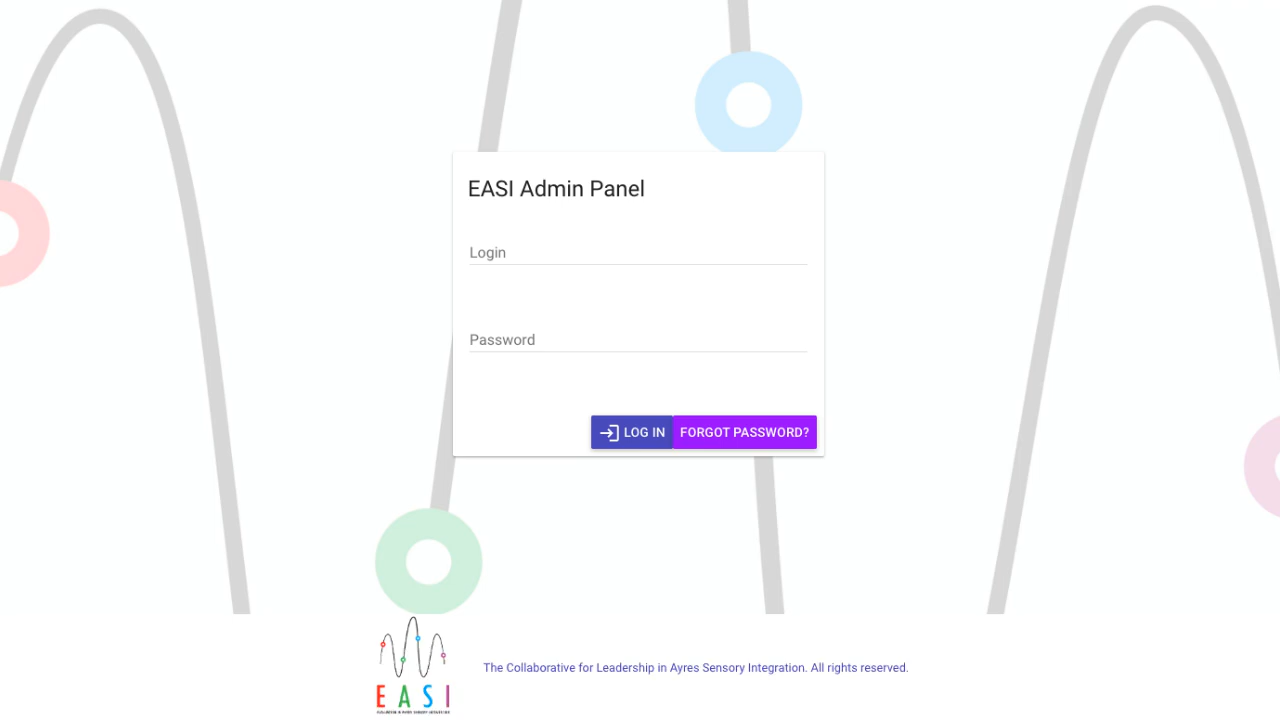 EASI Admin Panel
Login
Password
LOG IN
FORGOT PASSWORD?
The Collaborative for Leadership in Ayres Sensory Integration. All rights reserved.
EASI